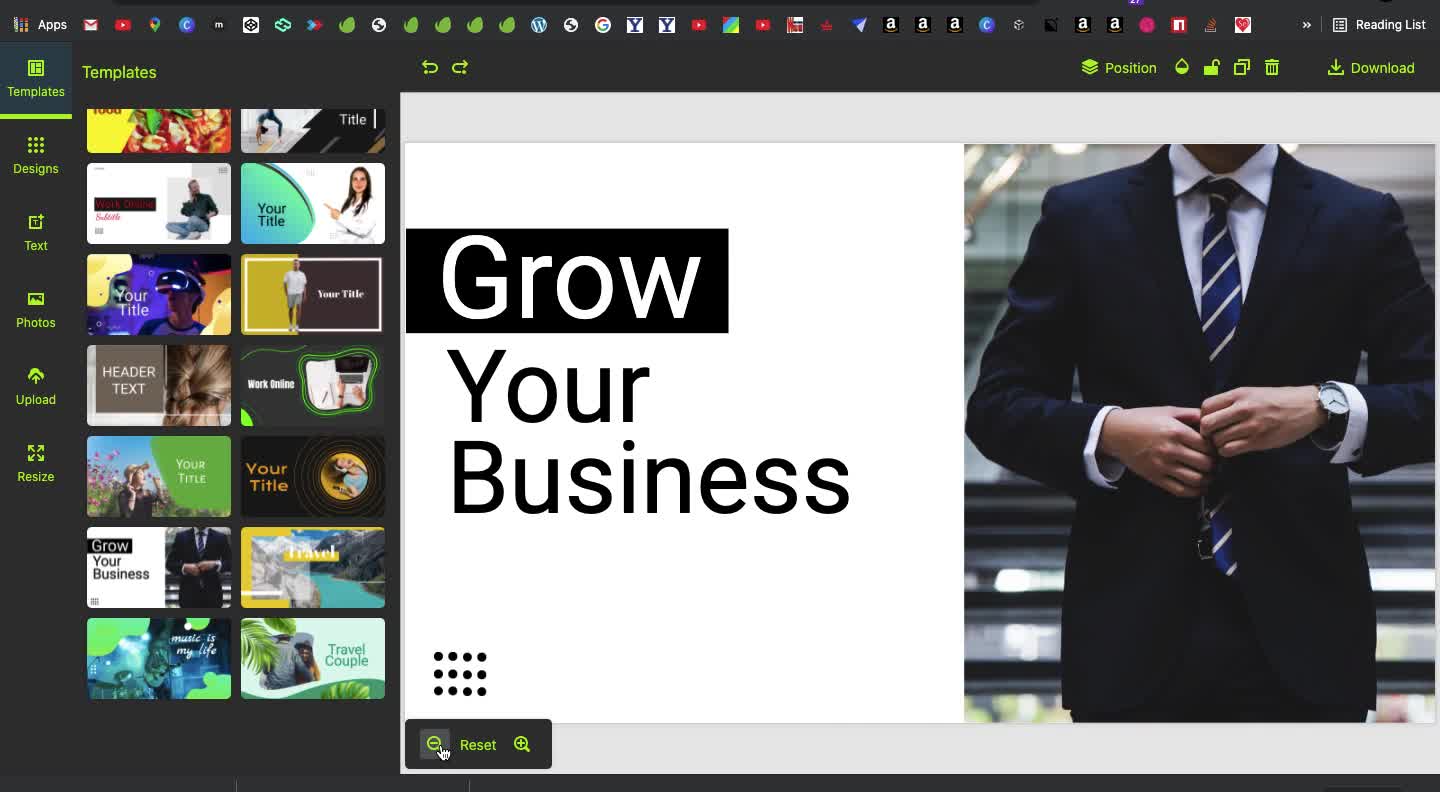 Apps
Reading List
Templates
Templates
Position
Download
Designs
Text
Photos
Upload
Resize
food
Title
Work Online
Subtitle
Your
Title
Your
Title
Your Title
HEADER
TEXT
Work Online
YOUR
TITLE
Your
Title
Grow
Your
Business
Travel
music is
my life
Travel
Couple
Grow
Your
Business
Reset